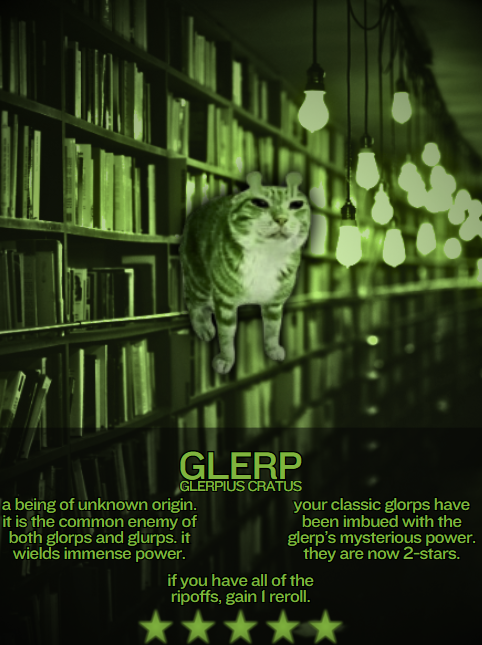 GLERP
GLERPIUS CRATUS
a being of unknown origin.
it is the common enemy of
both glorps and glurps. it
wields immense power.
your classic glorps have
been imbued with the
glerp's mysterious power.
they are now 2-stars.
if you have all of the
ripoffs, gain 1 reroll.